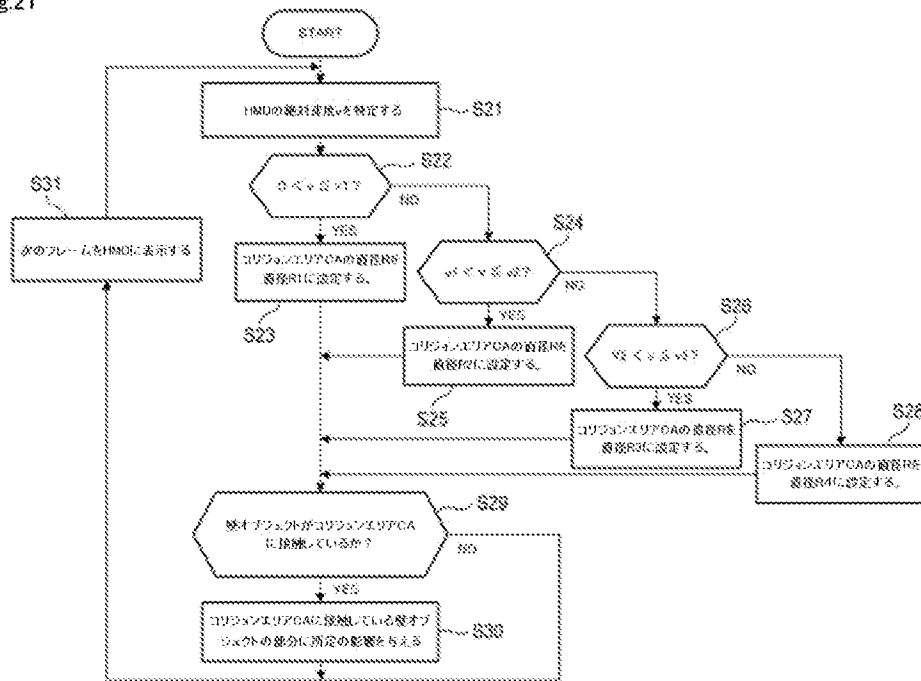 g.21
START
HMDの絶対速度vを特定する
S21
S22
0 < v ≦ v1?
NO
YES
S31
次のフレームをHMDに表示する
コリジョンエリアCAの直径Rを
直径R1に設定する。
S23
S24
v1 < v ≦ v2?
NO
YES
コリジョンエリアCAの直径Rを
直径R2に設定する。
S25
S26
V2 < v ≦ v3?
NO
YES
コリジョンエリアCAの直径Rを
直径R3に設定する。
S27
S28
コリジョンエリアCAの直径Rを
直径R4に設定する。
S29
壁オブジェクトがコリジョンエリアCA
に接触しているか?
NO
YES
コリジョンエリアCAに接触している壁オブ
ジェクトの部分に所定の影響を与える
S30